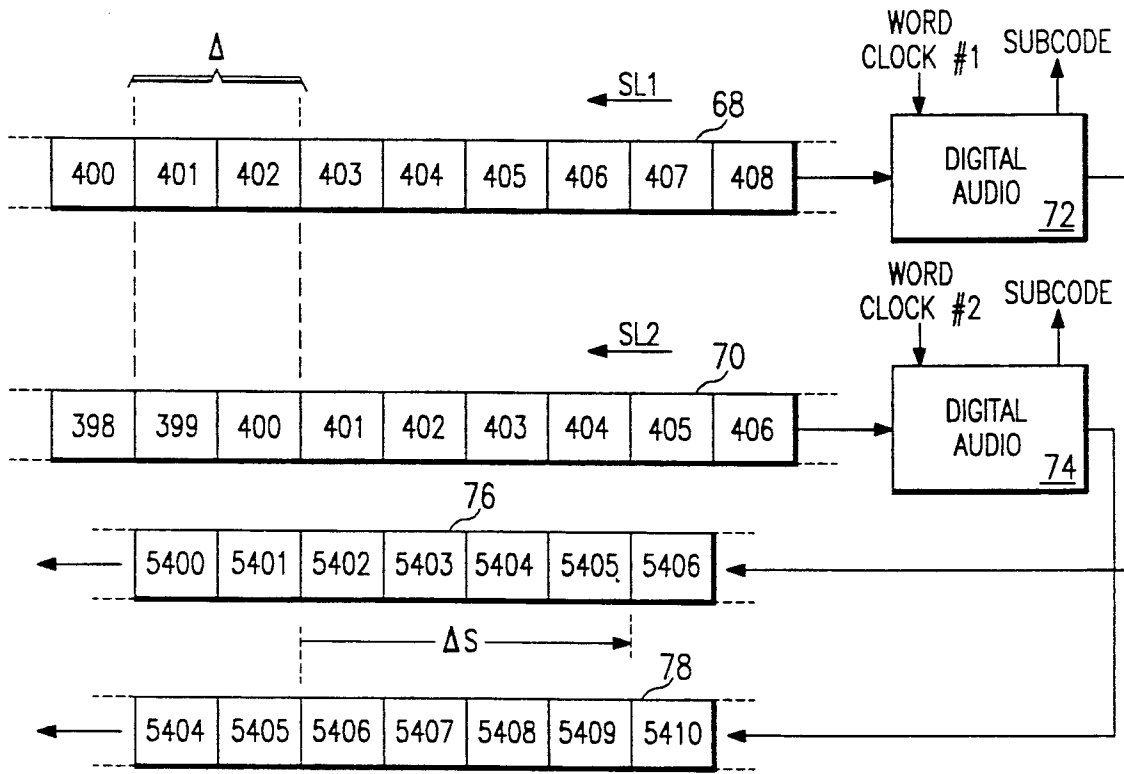 Δ
SL1
68
WORD
CLOCK #1
SUBCODE
400 401 402 403 404 405 406 407 408
DIGITAL
AUDIO
72
SL2
70
WORD
CLOCK #2
SUBCODE
398 399 400 401 402 403 404 405 406
DIGITAL
AUDIO
74
76
5400 5401 5402 5403 5404 5405 5406
ΔS
78
5404 5405 5406 5407 5408 5409 5410